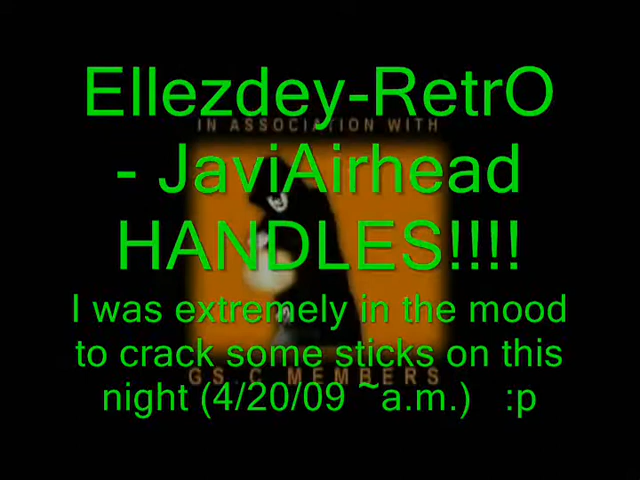 Ellezdey-RetrO
IN ASSOCIATION WITH
- JaviAirhead
HANDLES!!!!
I was extremely in the mood
to crack some sticks on this
GS.C MEMBERS
night (4/20/09 ~a.m.)   :p